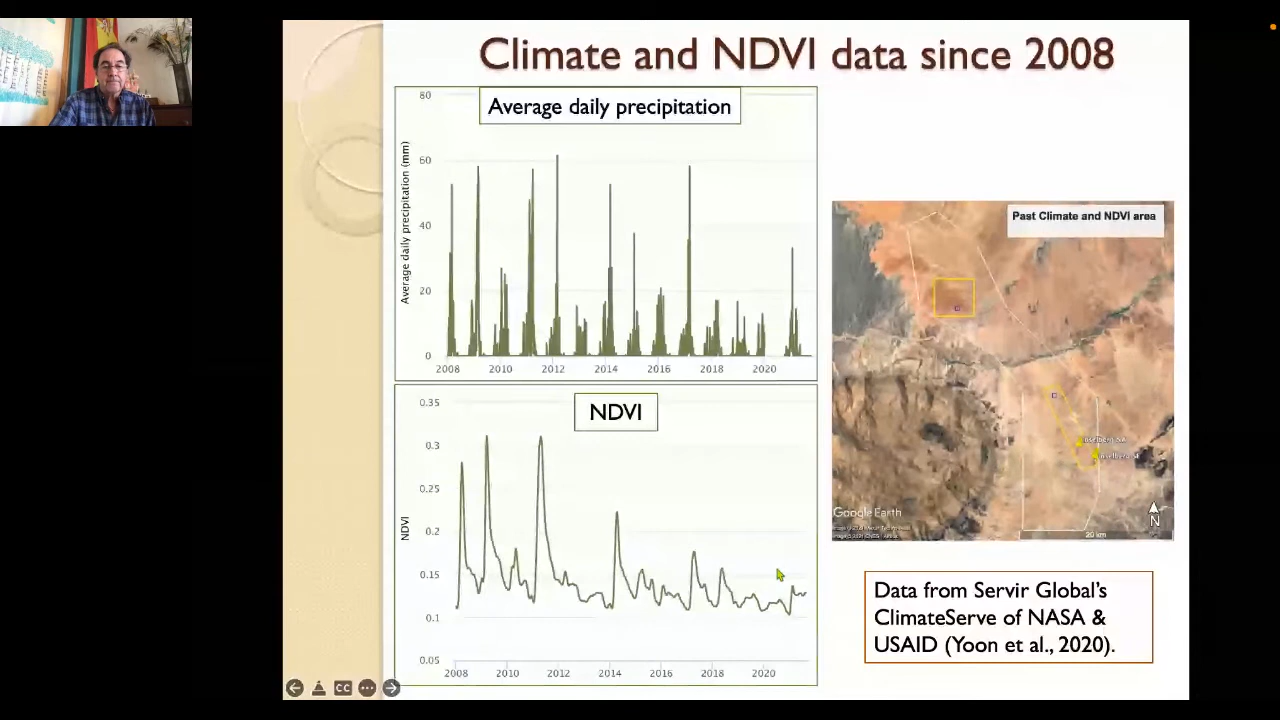 Climate and NDVI data since 2008
Average daily precipitation
Average daily precipitation (mm)
80
60
40
20
0
2008
2010
2012
2014
2016
2018
2020
NDVI
NDVI
0.35
0.3
0.25
0.2
0.15
0.1
0.05
2008
2010
2012
2014
2016
2018
2020
Past Climate and NDVI area
Google Earth
N
20 km
Data from Servir Global's
ClimateServe of NASA &
USAID (Yoon et al., 2020).
CC